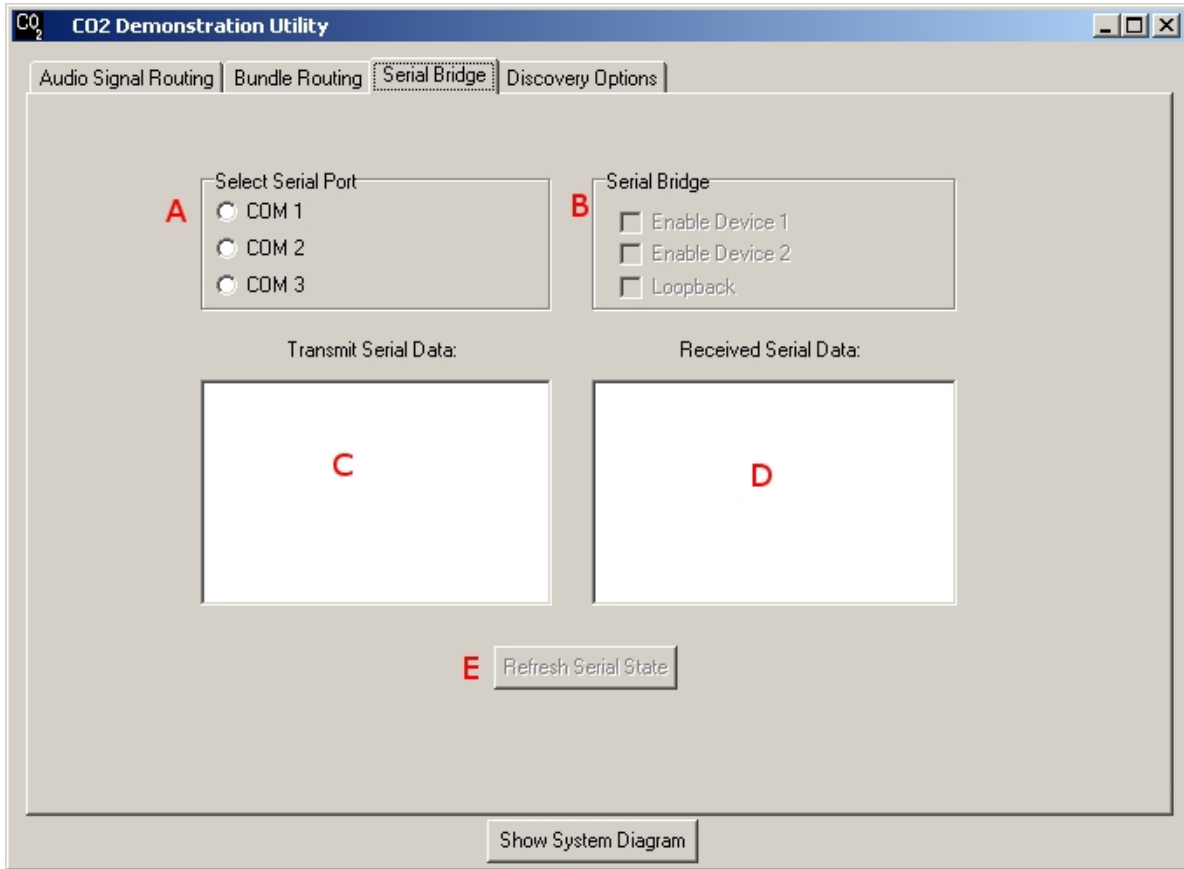 CO2 CO2 Demonstration Utility
Audio Signal Routing Bundle Routing Serial Bridge Discovery Options
Select Serial Port Serial Bridge
A COM 1 B Enable Device 1
COM 2 Enable Device 2
COM 3 Loopback
Transmit Serial Data: Received Serial Data:
C D
E Refresh Serial State
Show System Diagram